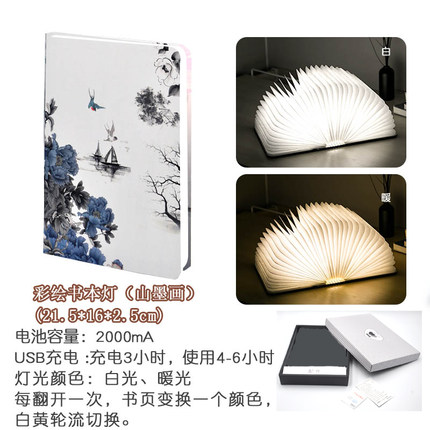 白
暖
彩绘书本灯（山墨画）
(21.5*16*2.5cm)
电池容量：2000mA
USB充电：充电3小时，使用4-6小时
灯光颜色：白光、暖光
每翻开一次，书页变换一个颜色，
白黄轮流切换。